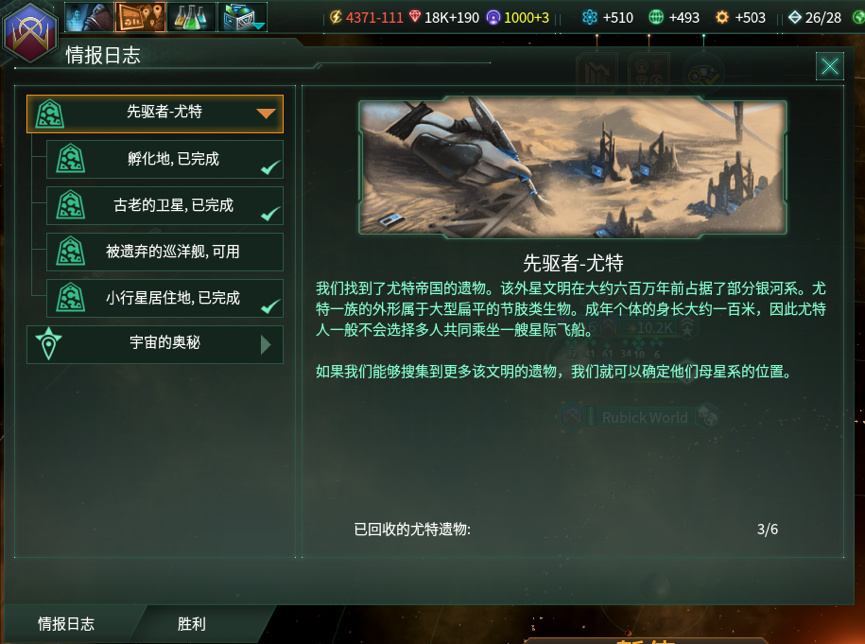 4371-111 18K+190 1000+3 +510 +493 +503 26/28
情报日志
先驱者-尤特
孵化地, 已完成
古老的卫星, 已完成
被遗弃的巡洋舰, 可用
小行星居住地, 已完成
宇宙的奥秘
先驱者-尤特
我们找到了尤特帝国的遗物。该外星文明在大约六百万年前占据了部分银河系。尤
特一族的外形属于大型扁平的节肢类生物。成年个体的身长大约一百米，因此尤特
人一般不会选择多人共同乘坐一艘星际飞船。
如果我们能够搜集到更多该文明的遗物，我们就可以确定他们母星系的位置。
10.2K
Rubick World
已回收的尤特遗物: 3/6
情报日志 胜利